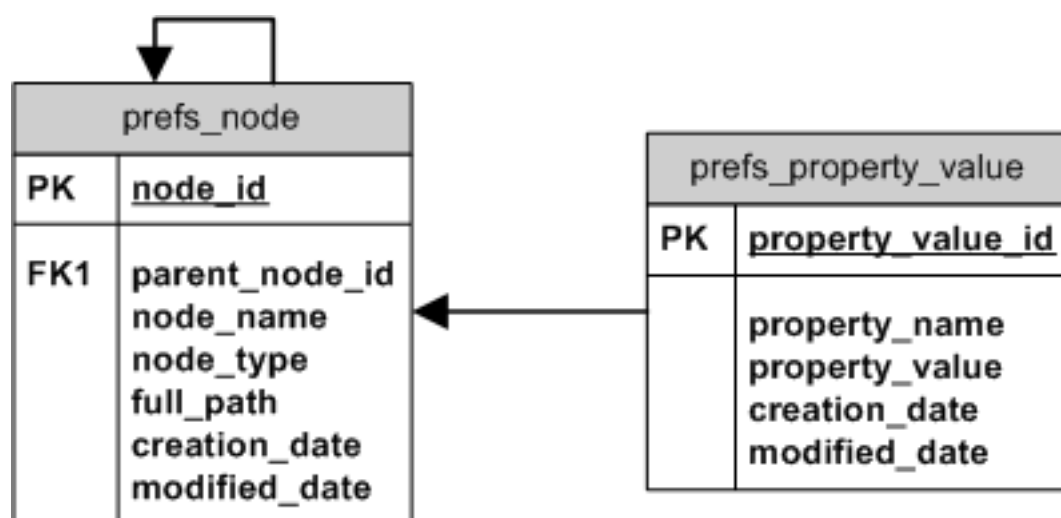 prefs_node
PK node_id
FK1 parent_node_id
node_name
node_type
full_path
creation_date
modified_date
prefs_property_value
PK property_value_id
property_name
property_value
creation_date
modified_date